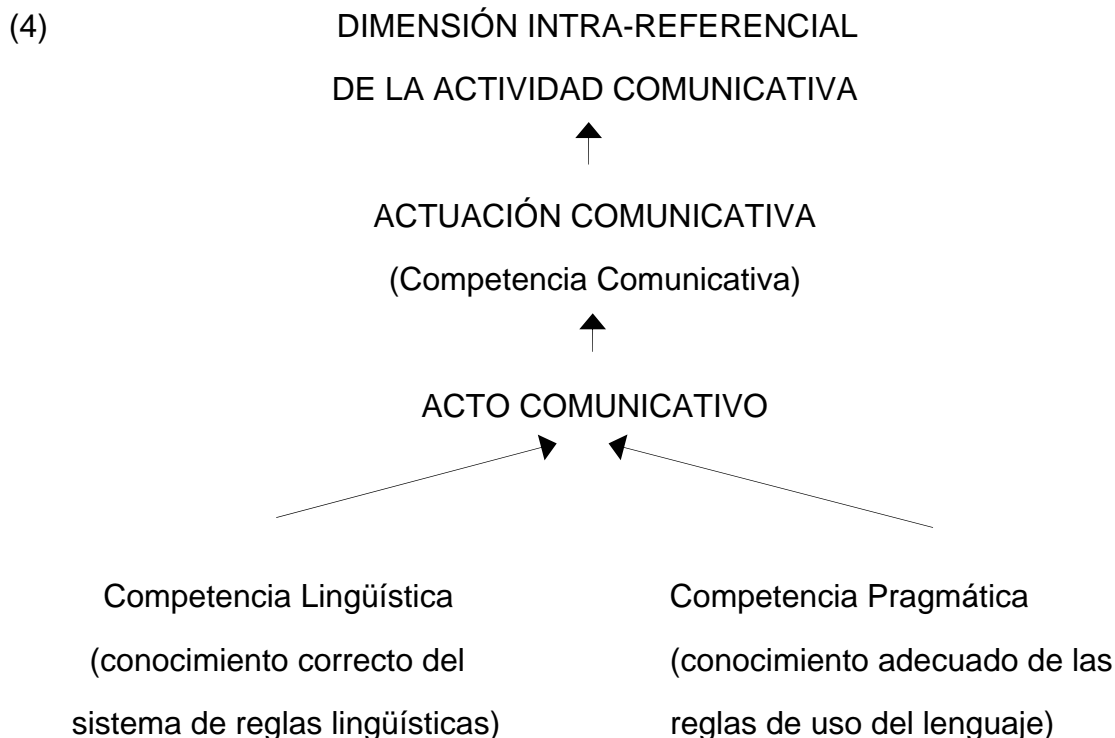 (4) DIMENSIÓN INTRA-REFERENCIAL
DE LA ACTIVIDAD COMUNICATIVA
ACTUACIÓN COMUNICATIVA
(Competencia Comunicativa)
ACTO COMUNICATIVO
Competencia Lingüística
(conocimiento correcto del
sistema de reglas lingüísticas)
Competencia Pragmática
(conocimiento adecuado de las
reglas de uso del lenguaje)